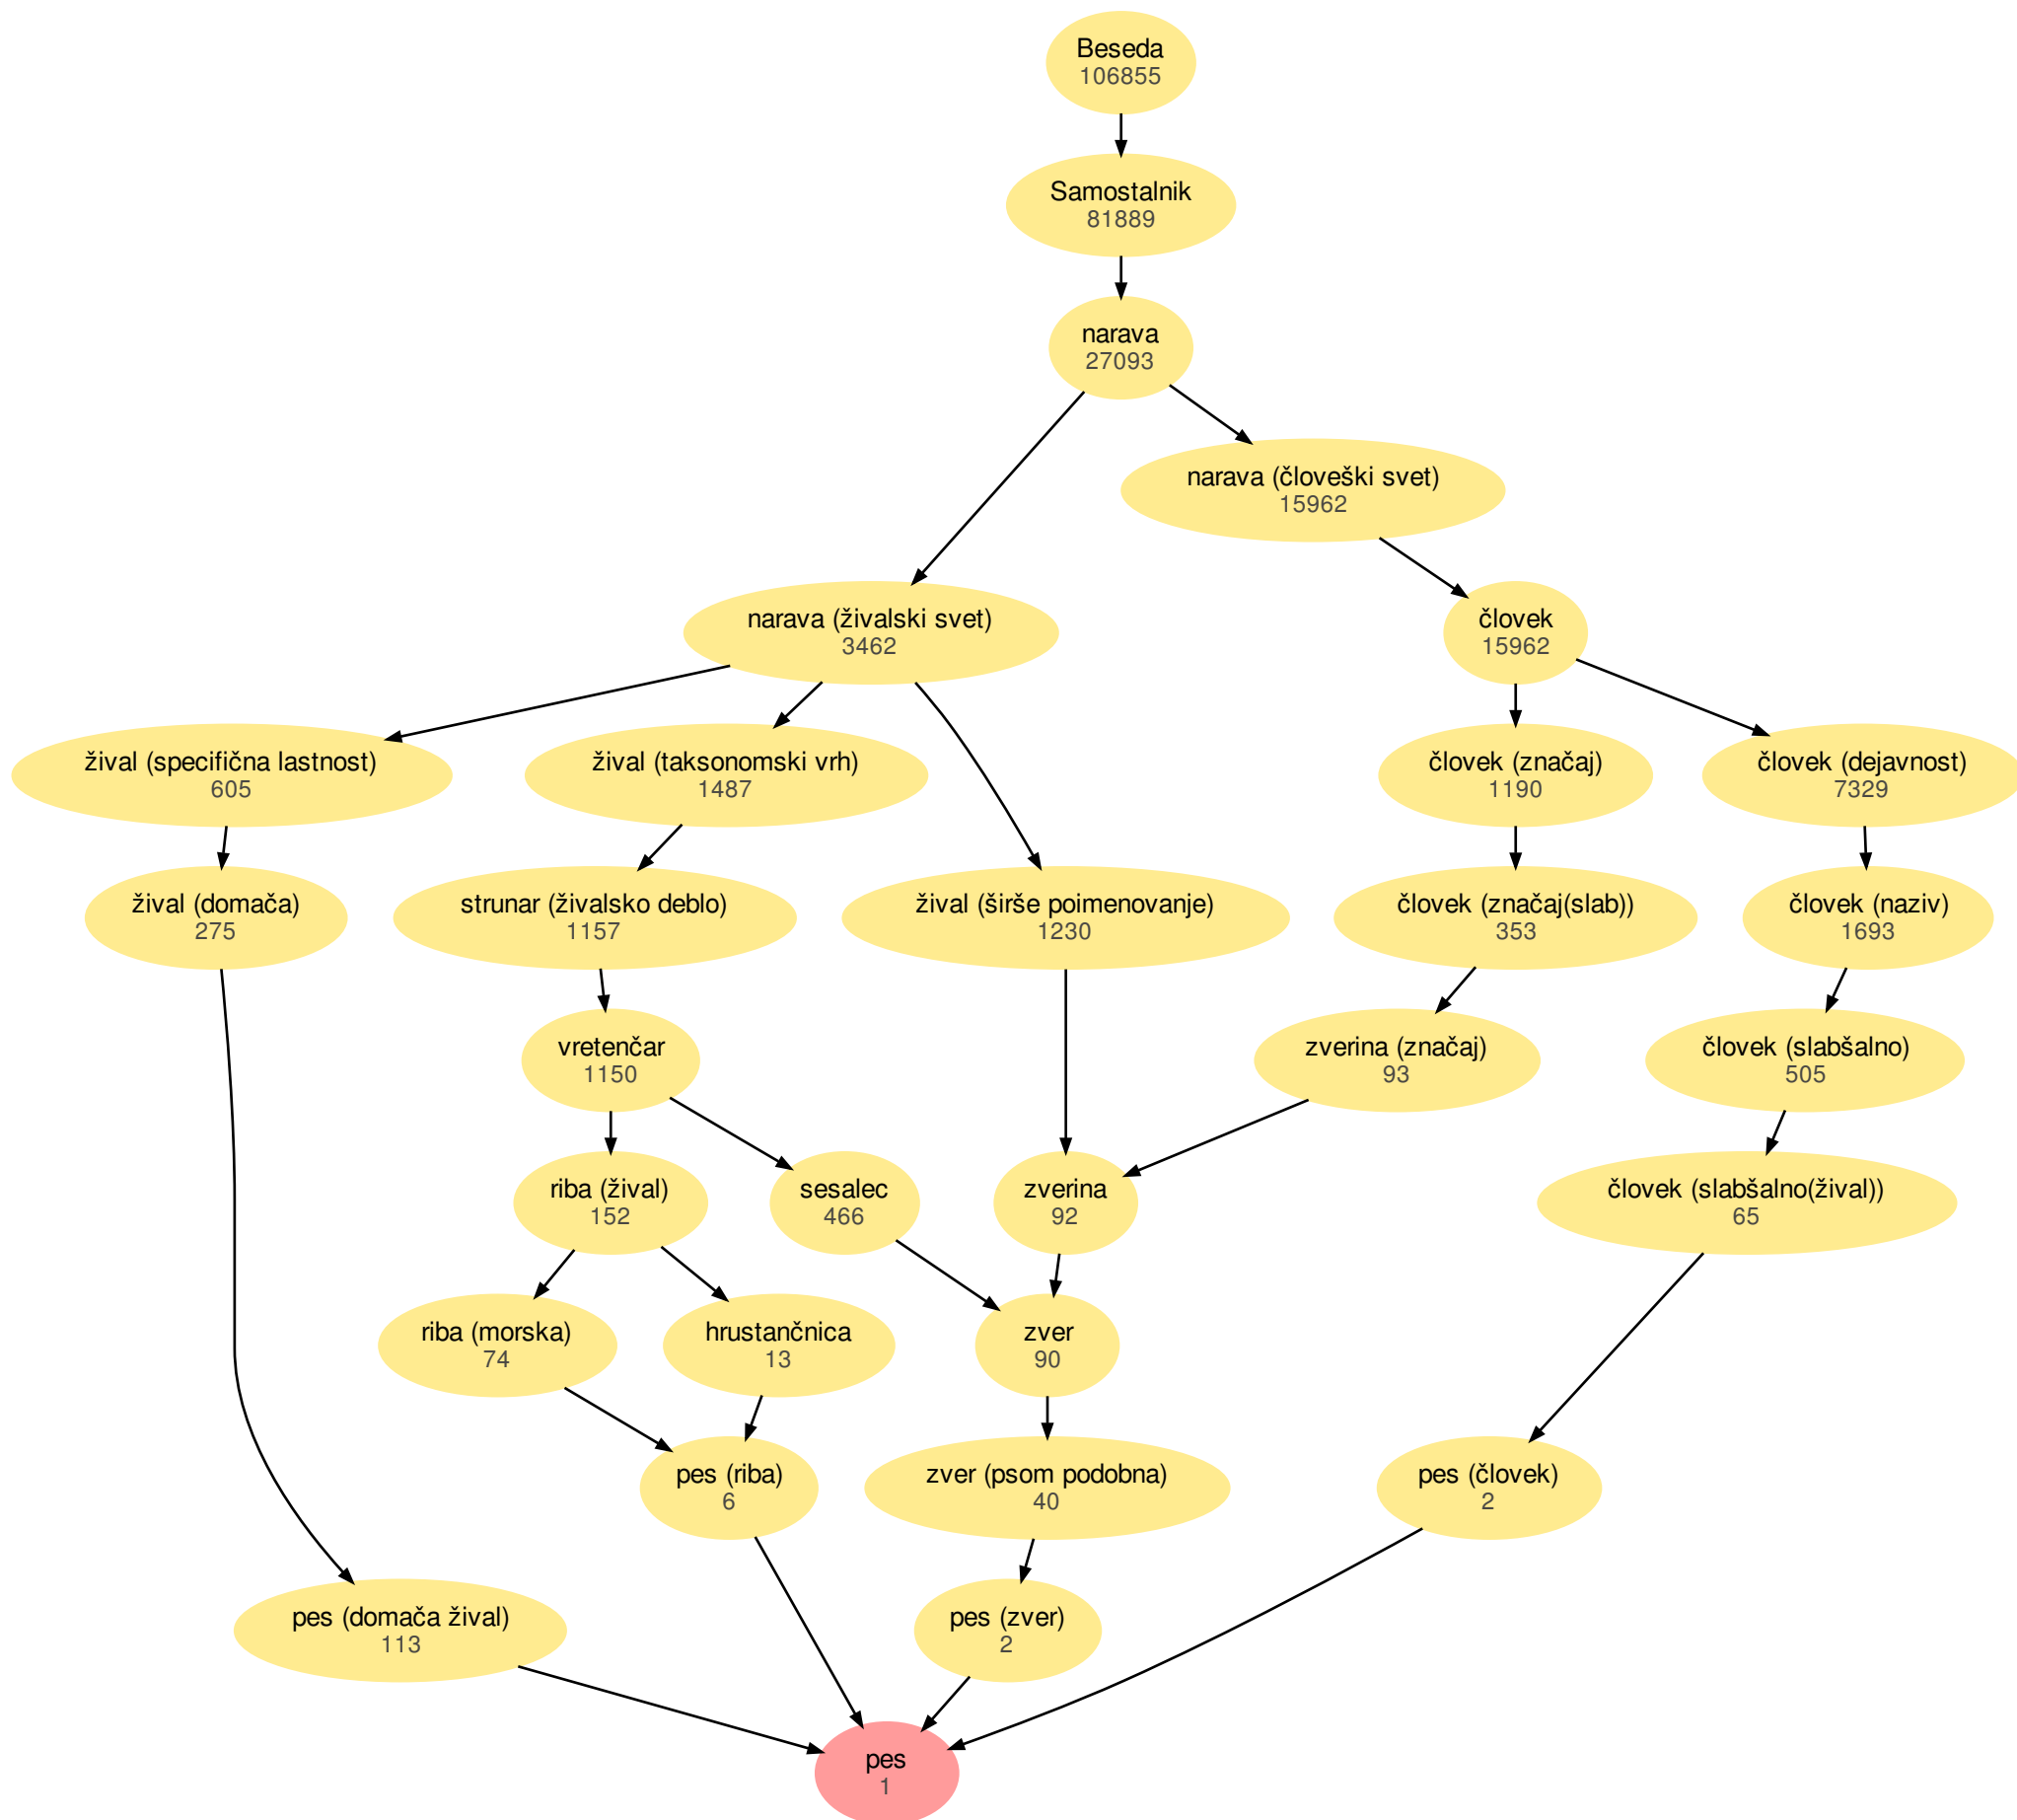 Beseda
106855
Samostalnik
81889
narava
27093
narava (človeški svet)
15962
narava (živalski svet)
3462
človek
15962
žival (specifična lastnost)
605
žival (taksonomski vrh)
1487
človek (značaj)
1190
človek (dejavnost)
7329
žival (domača)
275
strunar (živalsko deblo)
1157
žival (širše poimenovanje)
1230
človek (značaj(slab))
353
človek (naziv)
1693
vretenčar
1150
zverina (značaj)
93
človek (slabšalno)
505
riba (žival)
152
sesalec
466
zverina
92
človek (slabšalno(žival))
65
riba (morska)
74
hrustančnica
13
zver
90
pes (riba)
6
zver (psom podobna)
40
pes (človek)
2
pes (domača žival)
113
pes (zver)
2
pes
1